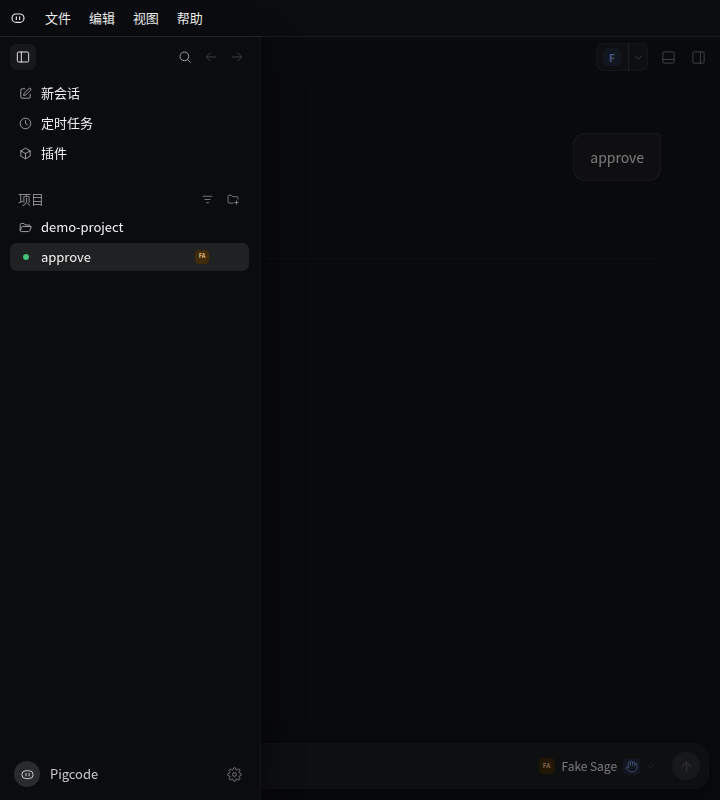 文件 编辑 视图 帮助
F
新会话
定时任务
插件
approve
项目
demo-project
approve FA
Pigcode
FA Fake Sage